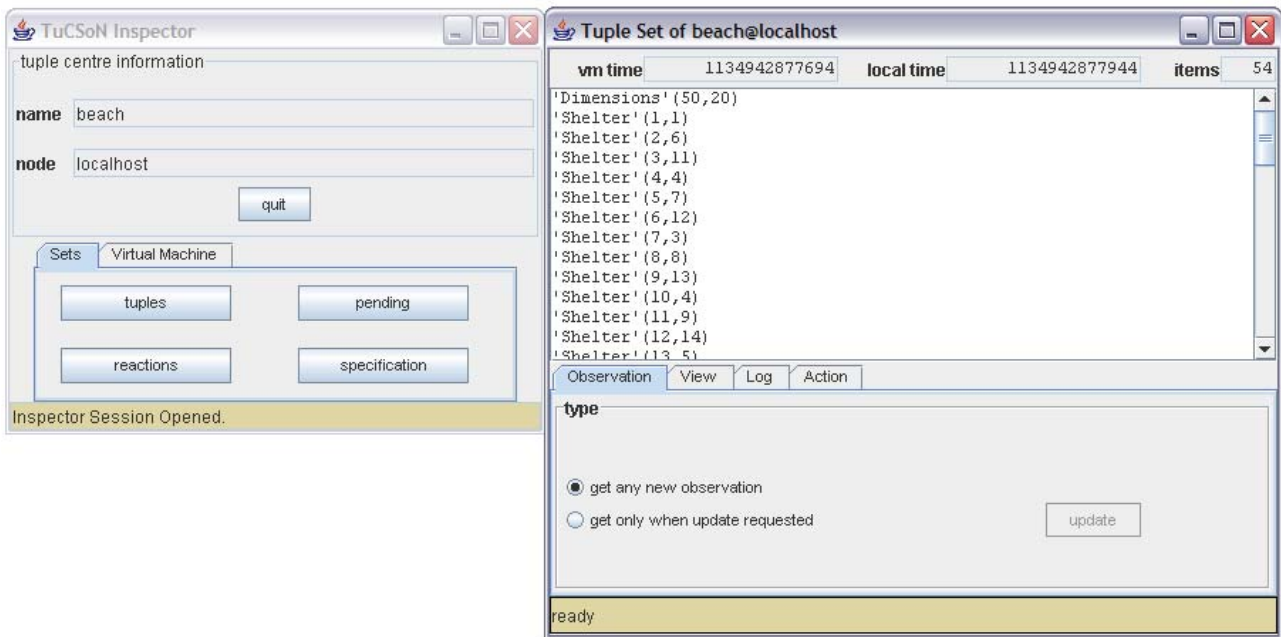 TuCSoN Inspector
tuple centre information
name beach
node localhost
quit
Sets Virtual Machine
tuples pending
reactions specification
Inspector Session Opened.
Tuple Set of beach@localhost
vm time 1134942877694 local time 1134942877944 items 54
'Dimensions'(50,20)
'Shelter'(1,1)
'Shelter'(2,6)
'Shelter'(3,11)
'Shelter'(4,4)
'Shelter'(5,7)
'Shelter'(6,12)
'Shelter'(7,3)
'Shelter'(8,8)
'Shelter'(9,13)
'Shelter'(10,4)
'Shelter'(11,9)
'Shelter'(12,14)
'Shelter'(13,5)
Observation View Log Action
type
get any new observation
get only when update requested update
ready